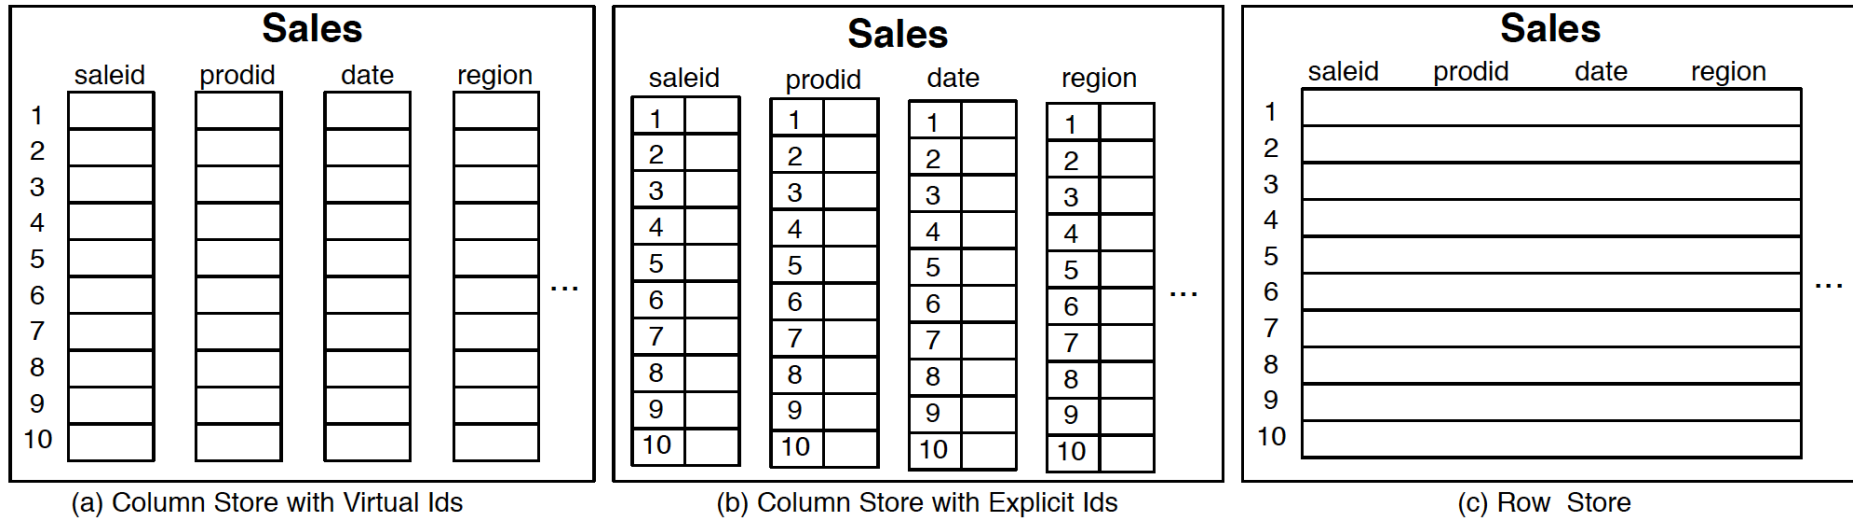 Sales
saleid prodid date region
1
2
3
4
5
6
...
7
8
9
10
(a) Column Store with Virtual Ids
Sales
saleid prodid date region
1 1 1 1
2 2 2 2
3 3 3 3
4 4 4 4
5 5 5 5
6 6 6 6
...
7 7 7 7
8 8 8 8
9 9 9 9
10 10 10 10
(b) Column Store with Explicit Ids
Sales
saleid prodid date region
1
2
3
4
5
6
...
7
8
9
10
(c) Row Store